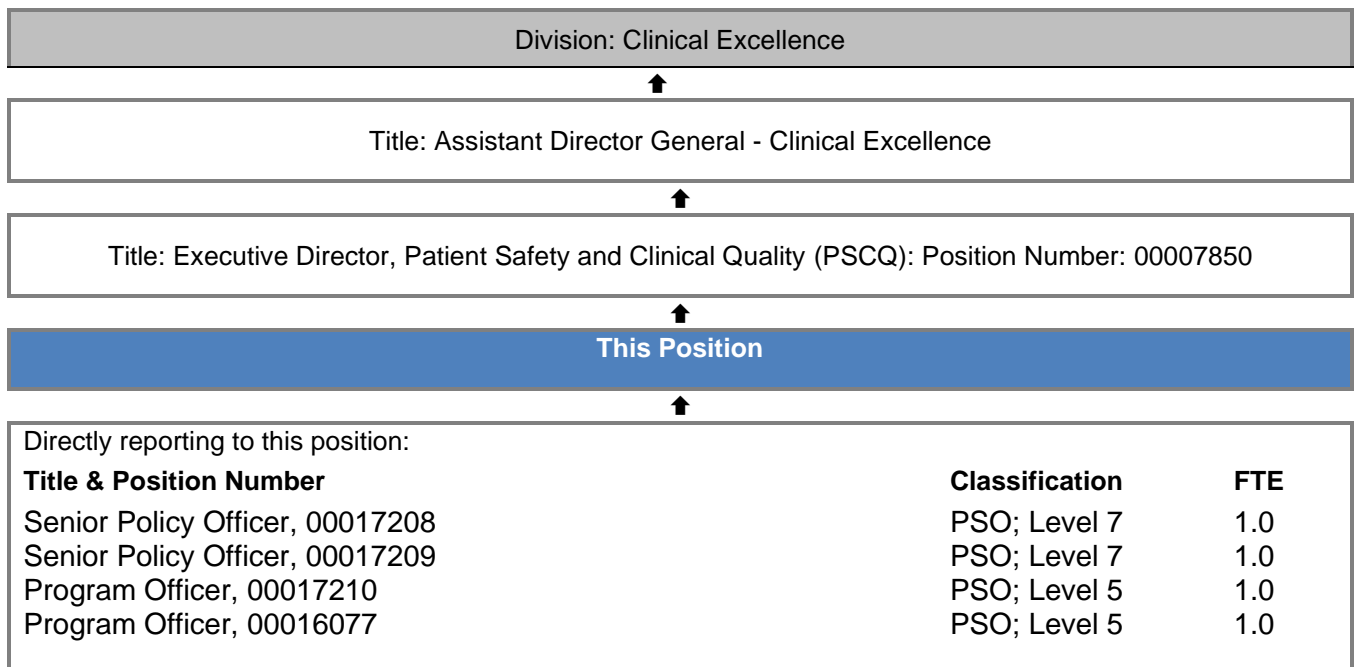 Division: Clinical Excellence
Title: Assistant Director General - Clinical Excellence
Title: Executive Director, Patient Safety and Clinical Quality (PSCQ): Position Number: 00007850
This Position
Directly reporting to this position:
Title & Position Number Classification FTE
Senior Policy Officer, 00017208 PSO; Level 7 1.0
Senior Policy Officer, 00017209 PSO; Level 7 1.0
Program Officer, 00017210 PSO; Level 5 1.0
Program Officer, 00016077 PSO; Level 5 1.0